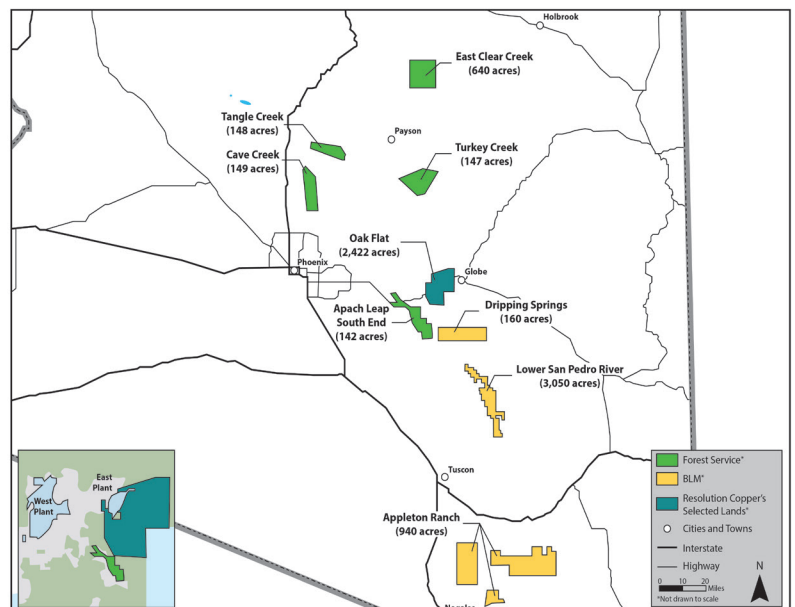 Holbrook
East Clear Creek
(640 acres)
Tangle Creek
(148 acres)
Payson
Cave Creek
(149 acres)
Turkey Creek
(147 acres)
Oak Flat
(2,422 acres)
Phoenix
Globe
Apach Leap
South End
(142 acres)
Dripping Springs
(160 acres)
Lower San Pedro River
(3,050 acres)
Tuscon
Appleton Ranch
(940 acres)
West
Plant
East
Plant
Forest Service*
BLM*
Resolution Copper's
Selected Lands*
Cities and Towns
Interstate
Highway
N
0 10 20
Miles
*Not drawn to scale